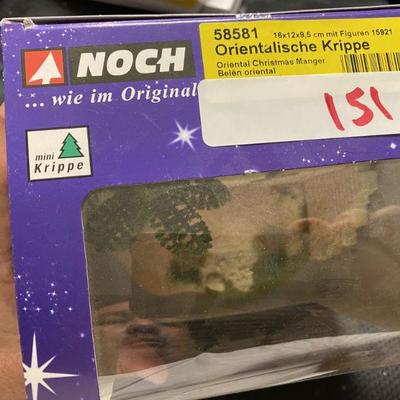 NOCH
... wie im Original
58581 16x12x9,5 cm mit Figuren 15921
Orientalische Krippe
Oriental Christmas Manger
Belén oriental
151
mini
Krippe